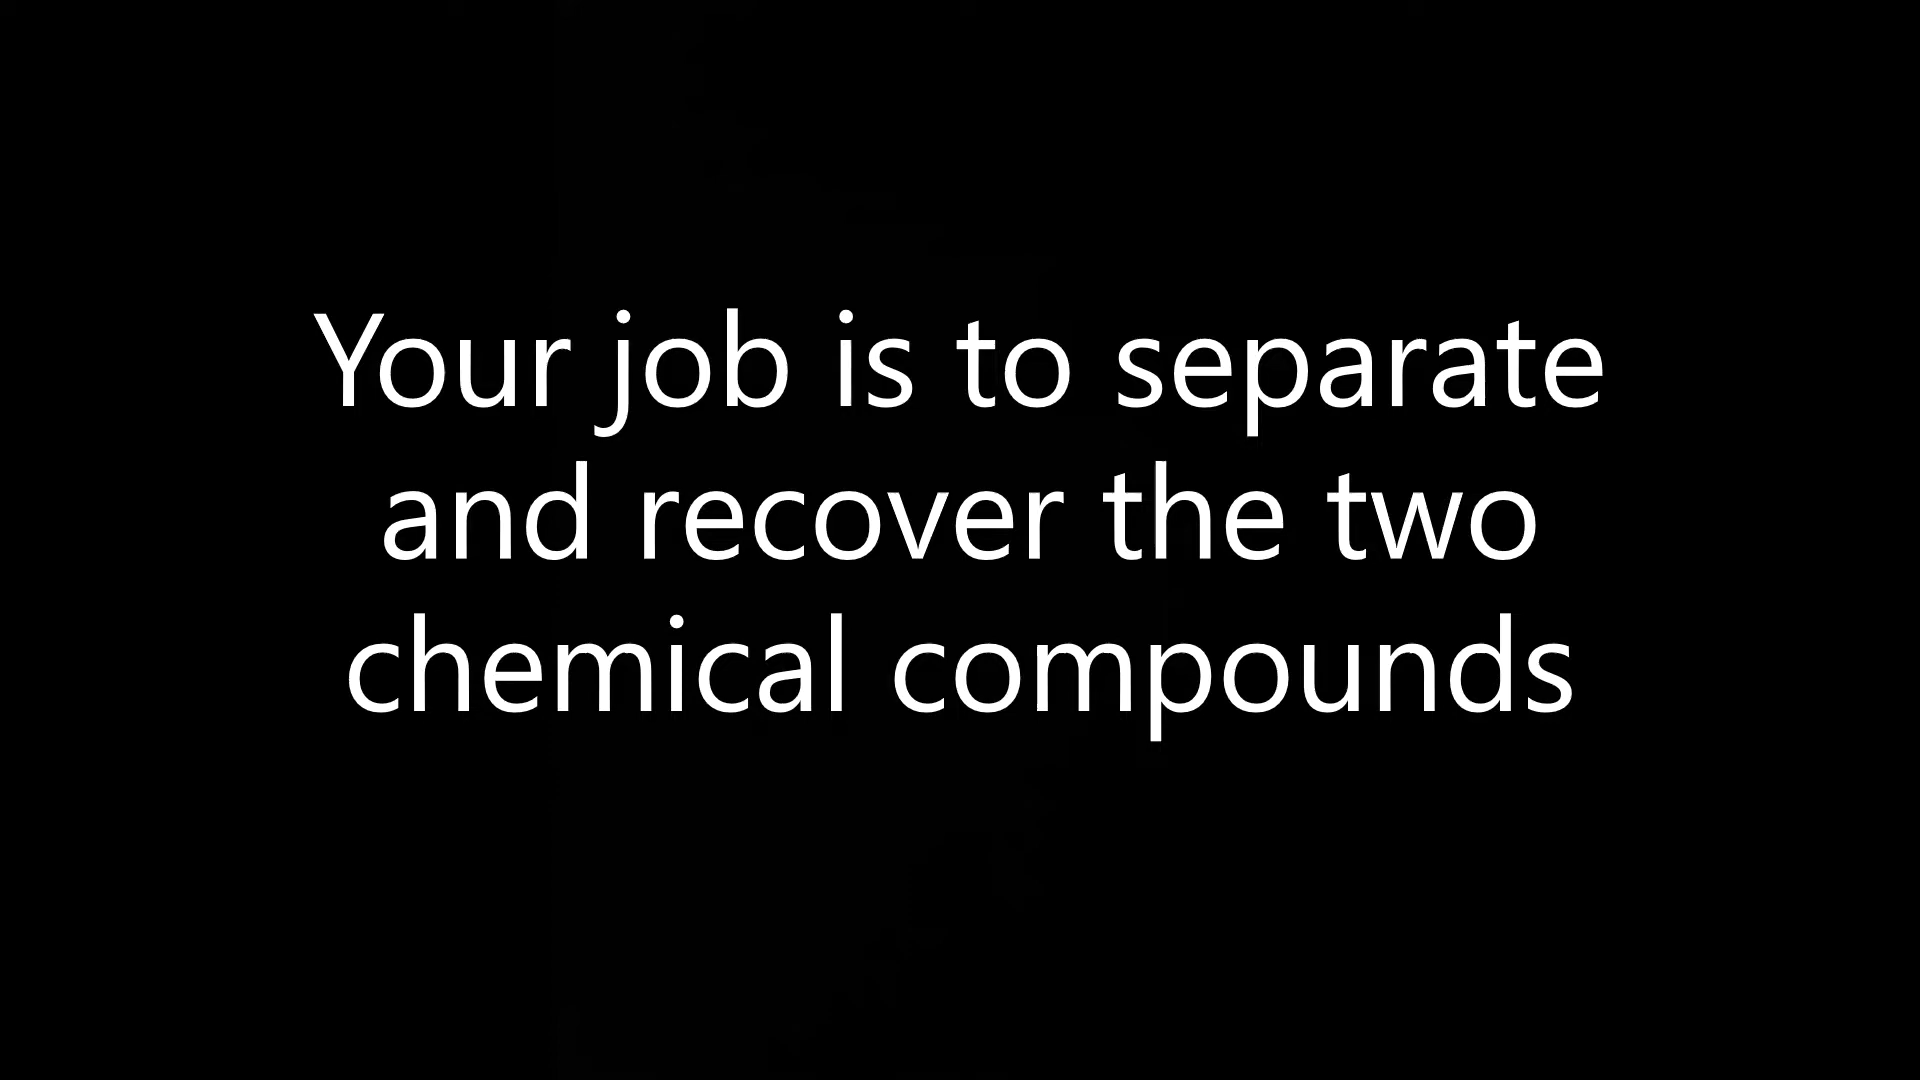 Your job is to separate
and recover the two
chemical compounds